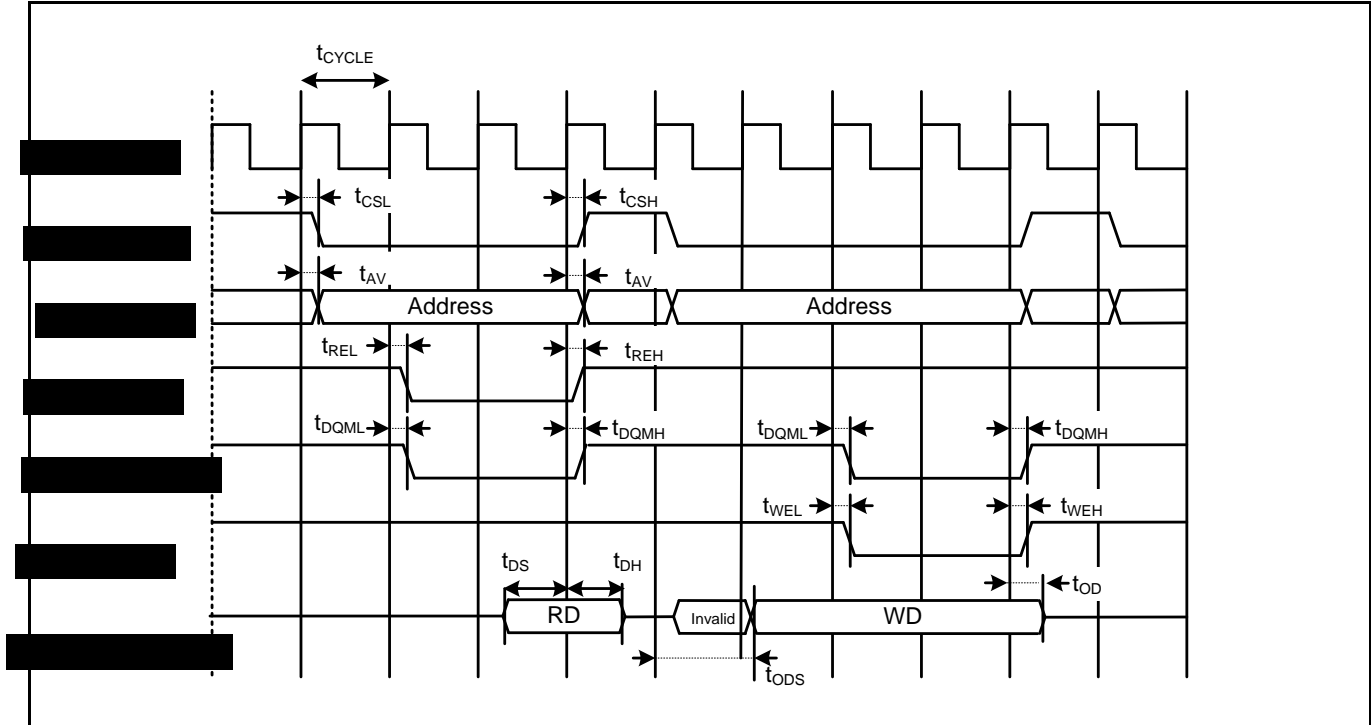 tCYCLE
tCSL tCSH
tAV tAV
Address Address
tREL tREH
tDQML tDQMH tDQML tDQMH
tWEL tWEH
tDS tDH
tOD
RD Invalid WD
tODS